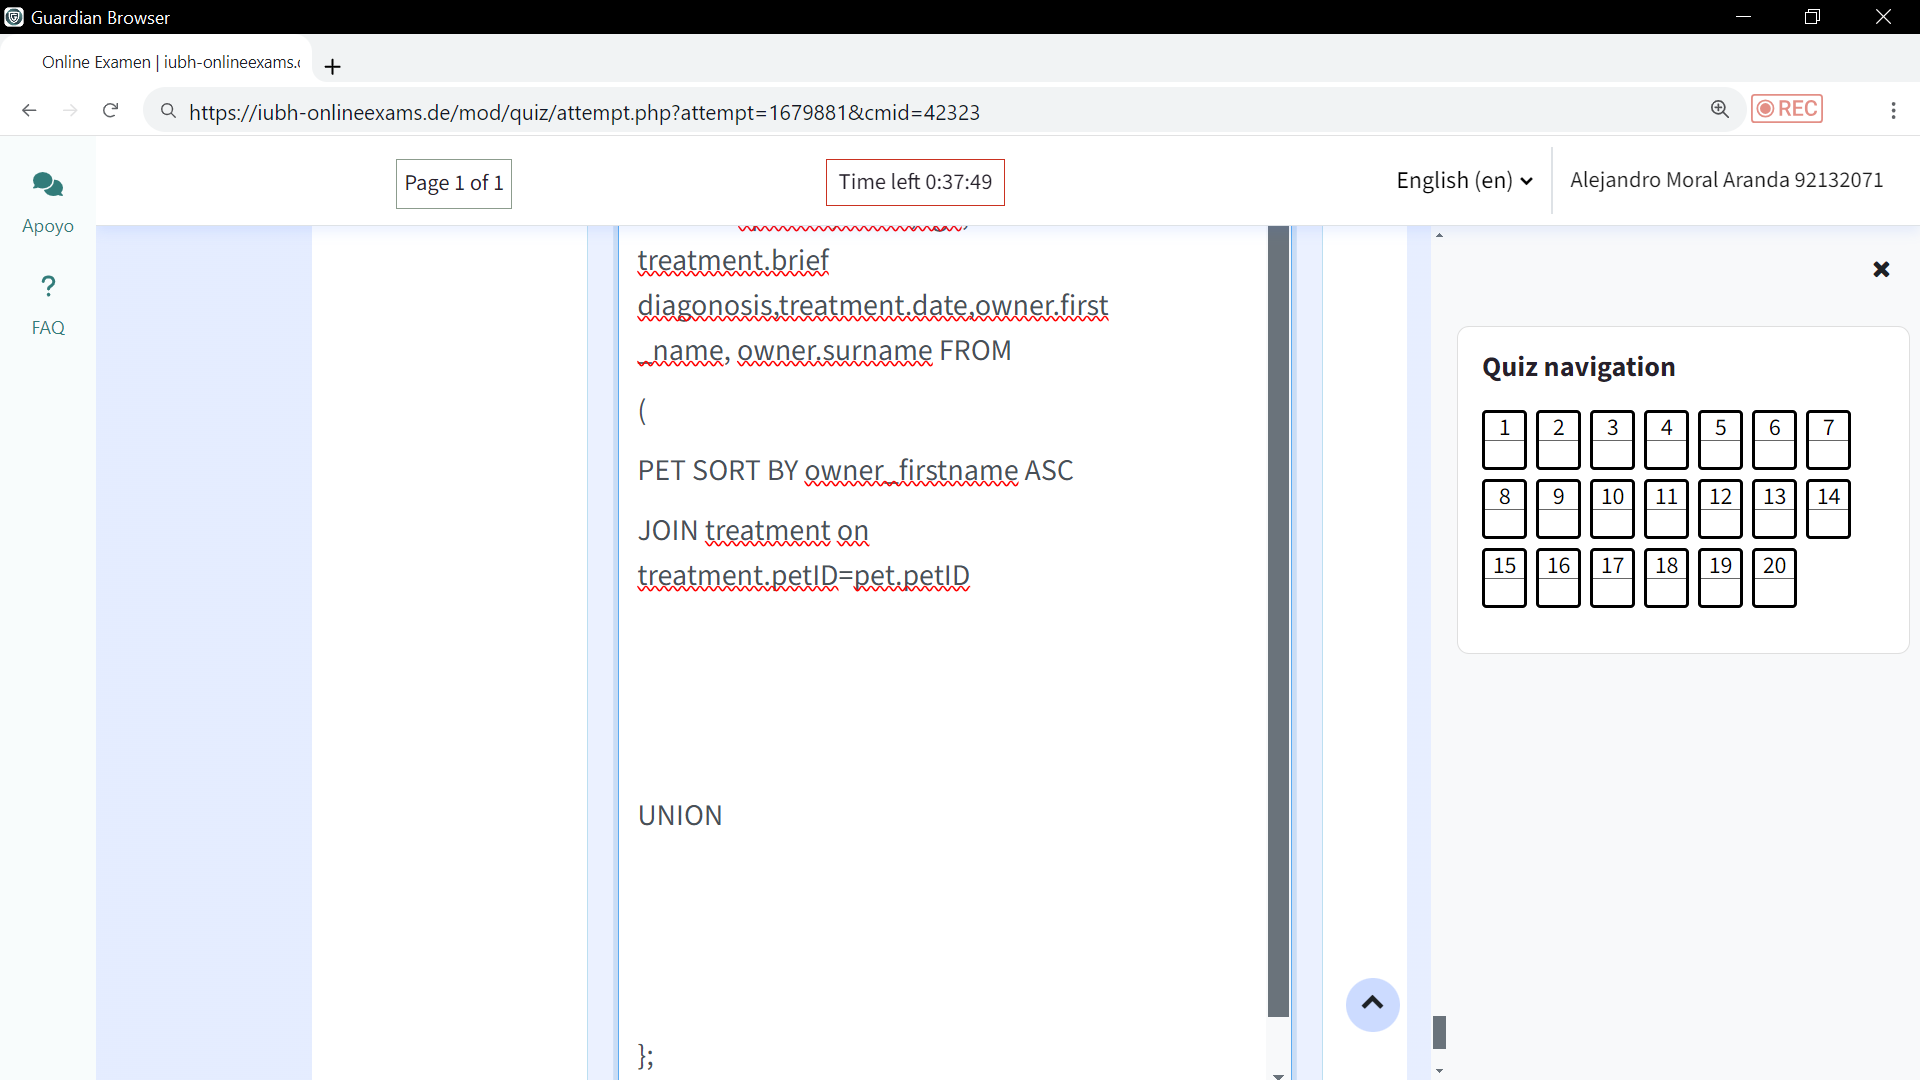 Guardian Browser
Online Examen | iubh-onlineexams.
https://iubh-onlineexams.de/mod/quiz/attempt.php?attempt=1679881&cmid=42323
REC
Page 1 of 1
Time left 0:37:49
English (en)
Alejandro Moral Aranda 92132071
Apoyo
?
FAQ
treatment.brief
diagonosis,treatment.date,owner.first
_name, owner.surname FROM
(
PET SORT BY owner_firstname ASC
JOIN treatment on
treatment.petID=pet.petID
UNION
};
Quiz navigation
1 2 3 4 5 6 7
8 9 10 11 12 13 14
15 16 17 18 19 20